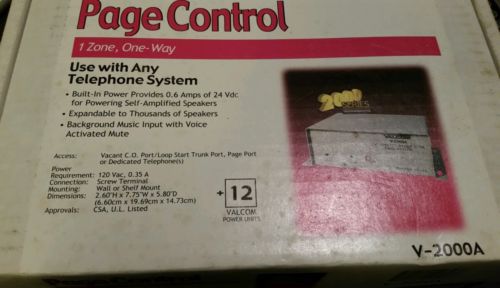 Page Control
1 Zone, One-Way
Use with Any
Telephone System
• Built-In Power Provides 0.6 Amps of 24 Vdc
for Powering Self-Amplified Speakers
• Expandable to Thousands of Speakers
• Background Music Input with Voice
Activated Mute
2000
SERIES
VALCOM
Access: Vacant C.O. Port/Loop Start Trunk Port, Page Port
or Dedicated Telephone(s)
Power
Requirement: 120 Vac, 0.35 A
Connection: Screw Terminal
Mounting: Wall or Shelf Mount
Dimensions: 2.60"H x 7.75"W x 5.80"D
(6.60cm x 19.69cm x 14.73cm)
Approvals: CSA, U.L. Listed
+ 12
VALCOM
POWER UNITS
V-2000A